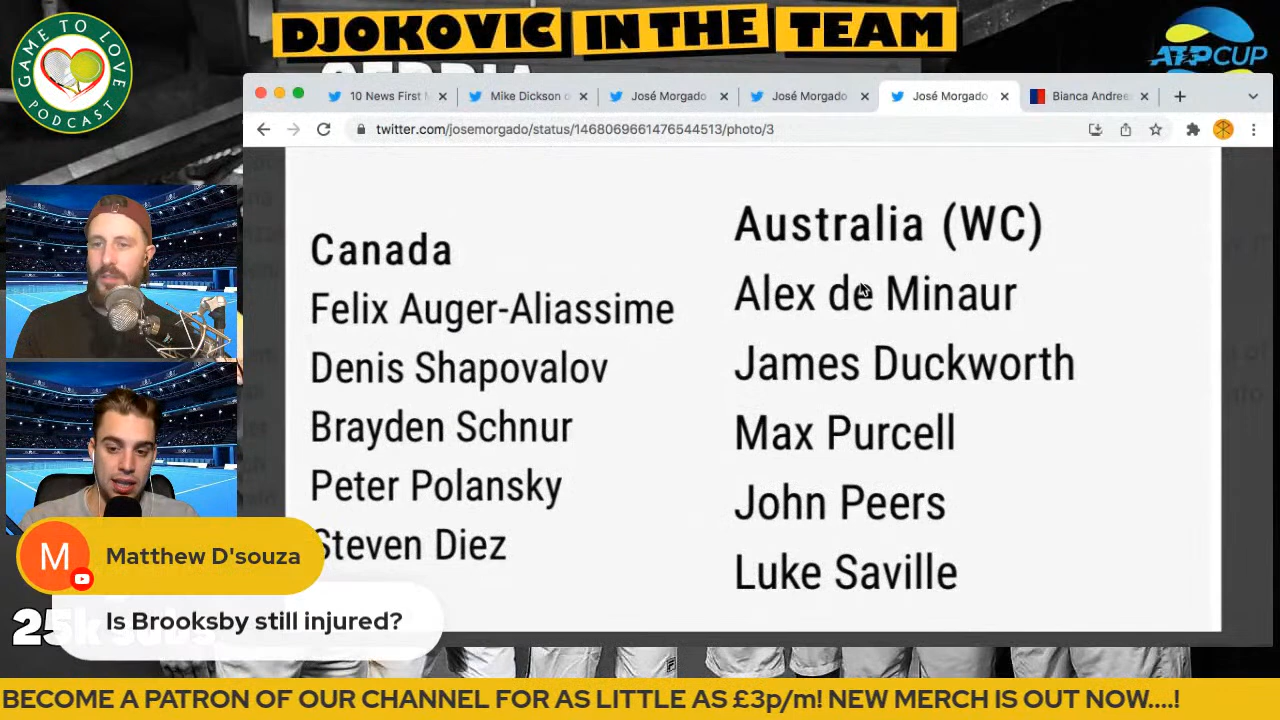 DJOKOVIC IN THE TEAM
GAME TO LOVE
PODCAST
ATP CUP
10 News First
Mike Dickson
José Morgado
José Morgado
José Morgado
Bianca Andree
twitter.com/josemorgado/status/1468069661476544513/photo/3
Canada
Felix Auger-Aliassime
Denis Shapovalov
Brayden Schnur
Peter Polansky
Steven Diez
Australia (WC)
Alex de Minaur
James Duckworth
Max Purcell
John Peers
Luke Saville
M
Matthew D'souza
Is Brooksby still injured?
25k
BECOME A PATRON OF OUR CHANNEL FOR AS LITTLE AS £3p/m! NEW MERCH IS OUT NOW....!